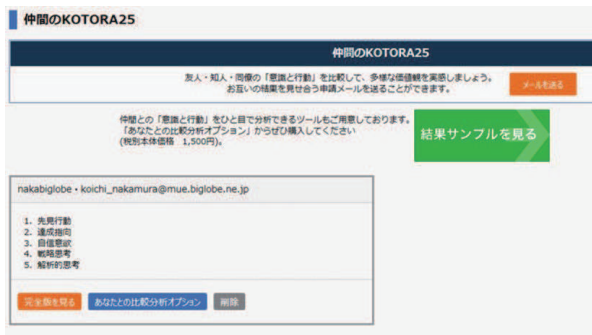 仲間のKOTORA25
仲間のKOTORA25
友人・知人・同僚の「意識と行動」を比較して、多様な価値観を実感しましょう。
お互いの結果を見せ合う申請メールを送ることができます。
メールを送る
仲間との「意識と行動」をひと目で分析できるツールもご用意しております。
「あなたとの比較分析オプション」からぜひ購入してください
(税別本体価格　1,500円)。
結果サンプルを見る
nakabiglobe・koichi_nakamura@mue.biglobe.ne.jp
1. 先見行動
2. 達成指向
3. 自信意欲
4. 戦略思考
5. 解析的思考
完全版を見る
あなたとの比較分析オプション
削除